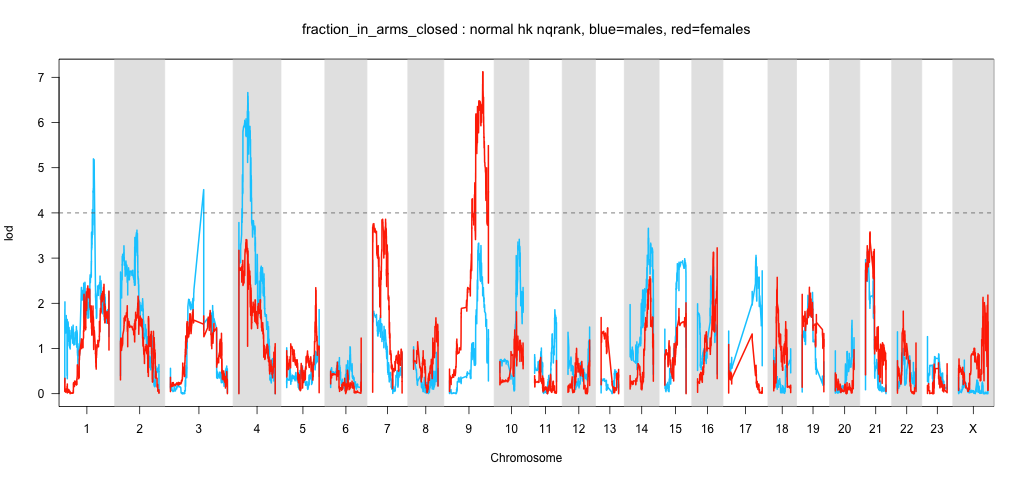 fraction_in_arms_closed : normal hk nqrank, blue=males, red=females
lod
7
6
5
4
3
2
1
0
1 2 3 4 5 6 7 8 9 10 11 12 13 14 15 16 17 18 19 20 21 22 23 X
Chromosome